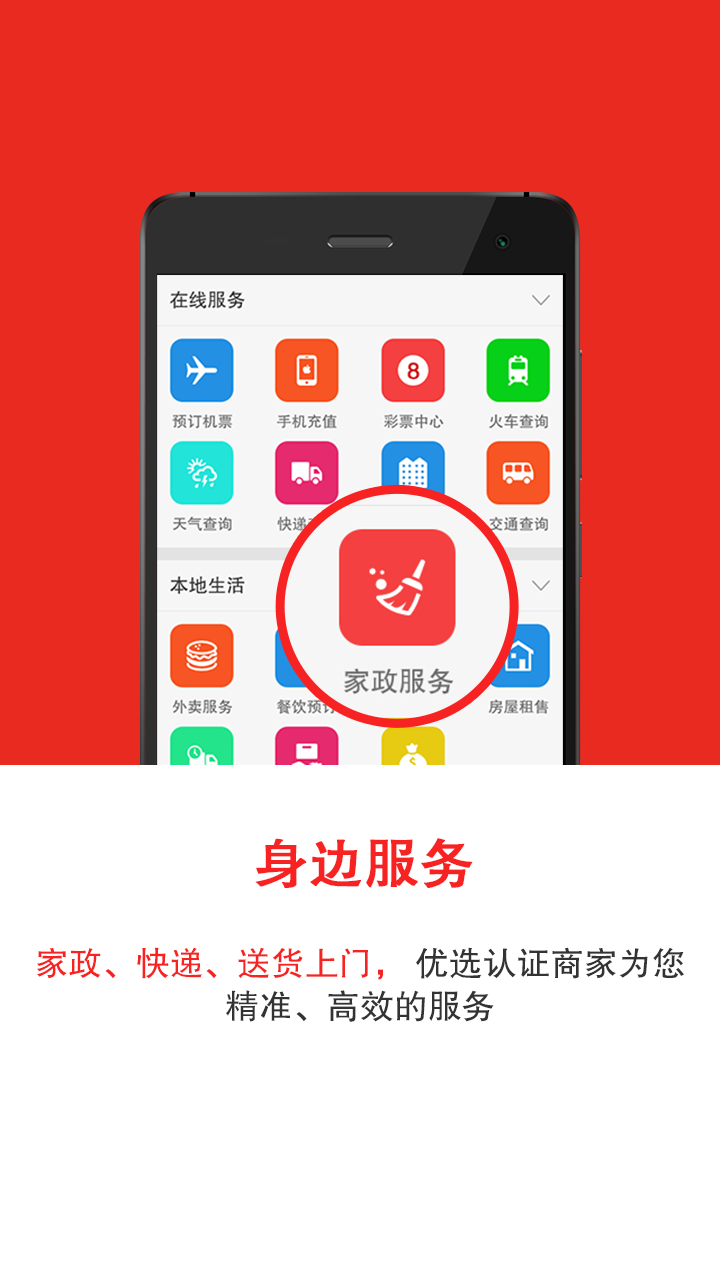 在线服务
预订机票 手机充值 彩票中心 火车查询
8
天气查询 快递 交通查询
本地生活
家政服务
外卖服务 餐饮预订 房屋租售
身边服务
家政、快递、送货上门，优选认证商家为您
精准、高效的服务